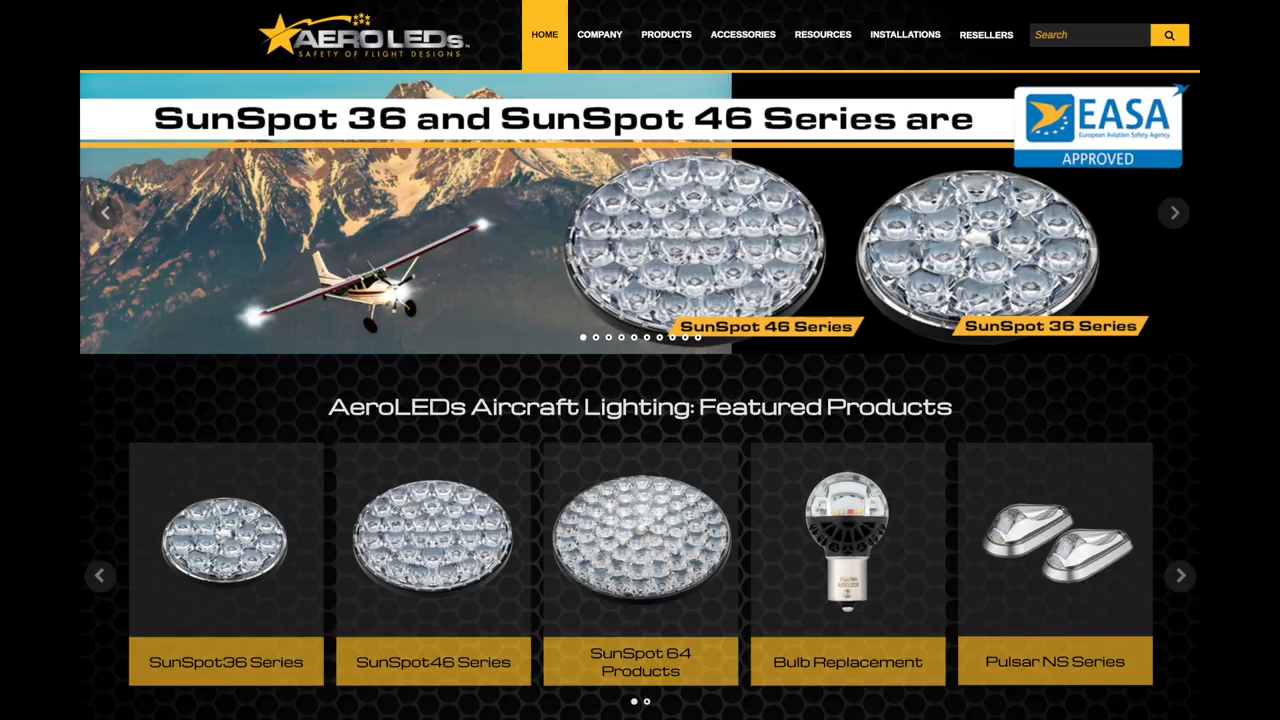 AEROLEDs
SAFETY OF FLIGHT DESIGNS
HOME
COMPANY
PRODUCTS
ACCESSORIES
RESOURCES
INSTALLATIONS
RESELLERS
Search
SunSpot 36 and SunSpot 46 Series are
EASA
European Aviation Safety Agency
APPROVED
SunSpot 46 Series
SunSpot 36 Series
AeroLEDs Aircraft Lighting: Featured Products
SunSpot36 Series
SunSpot46 Series
SunSpot 64
Products
Bulb Replacement
Pulsar NS Series